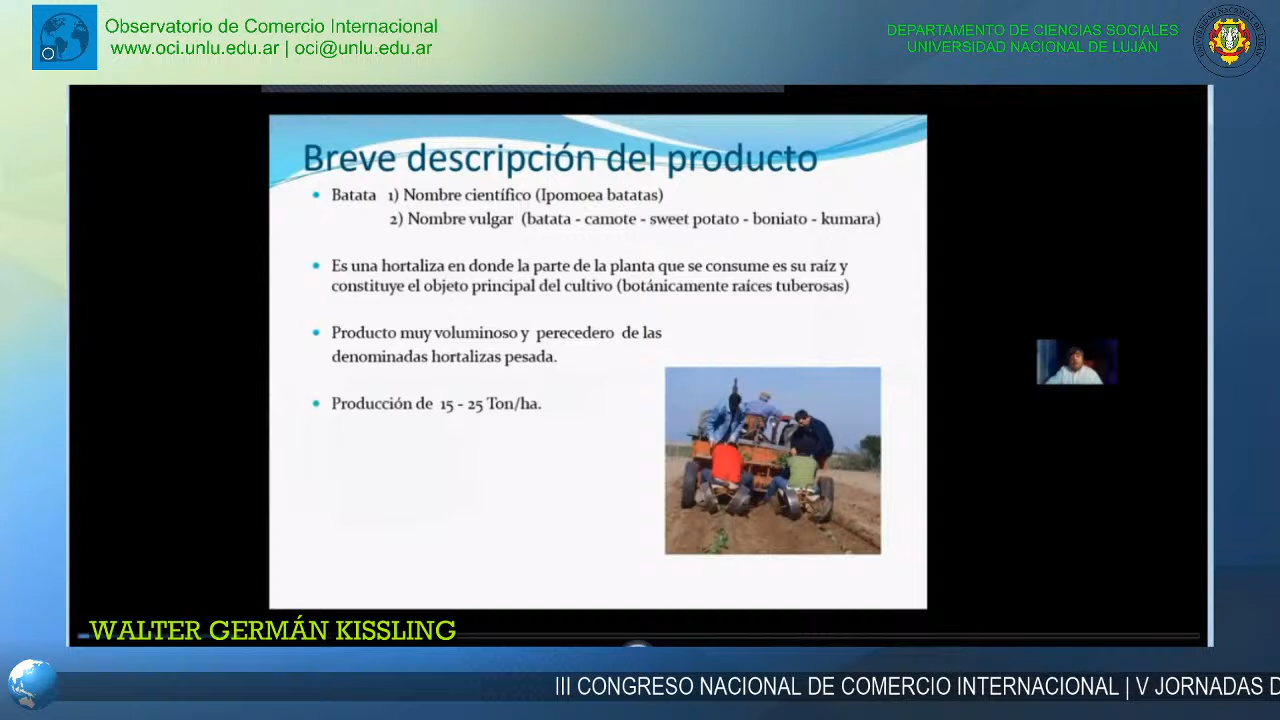 Observatorio de Comercio Internacional
www.oci.unlu.edu.ar | oci@unlu.edu.ar
DEPARTAMENTO DE CIENCIAS SOCIALES
UNIVERSIDAD NACIONAL DE LUJÁN
Breve descripción del producto
• Batata 1) Nombre científico (Ipomoea batatas)
2) Nombre vulgar (batata - camote - sweet potato - boniato - kumara)
• Es una hortaliza en donde la parte de la planta que se consume es su raíz y
constituye el objeto principal del cultivo (botánicamente raíces tuberosas)
• Producto muy voluminoso y perecedero de las
denominadas hortalizas pesada.
• Producción de 15 - 25 Ton/ha.
WALTER GERMÁN KISSLING
III CONGRESO NACIONAL DE COMERCIO INTERNACIONAL | V JORNADAS D